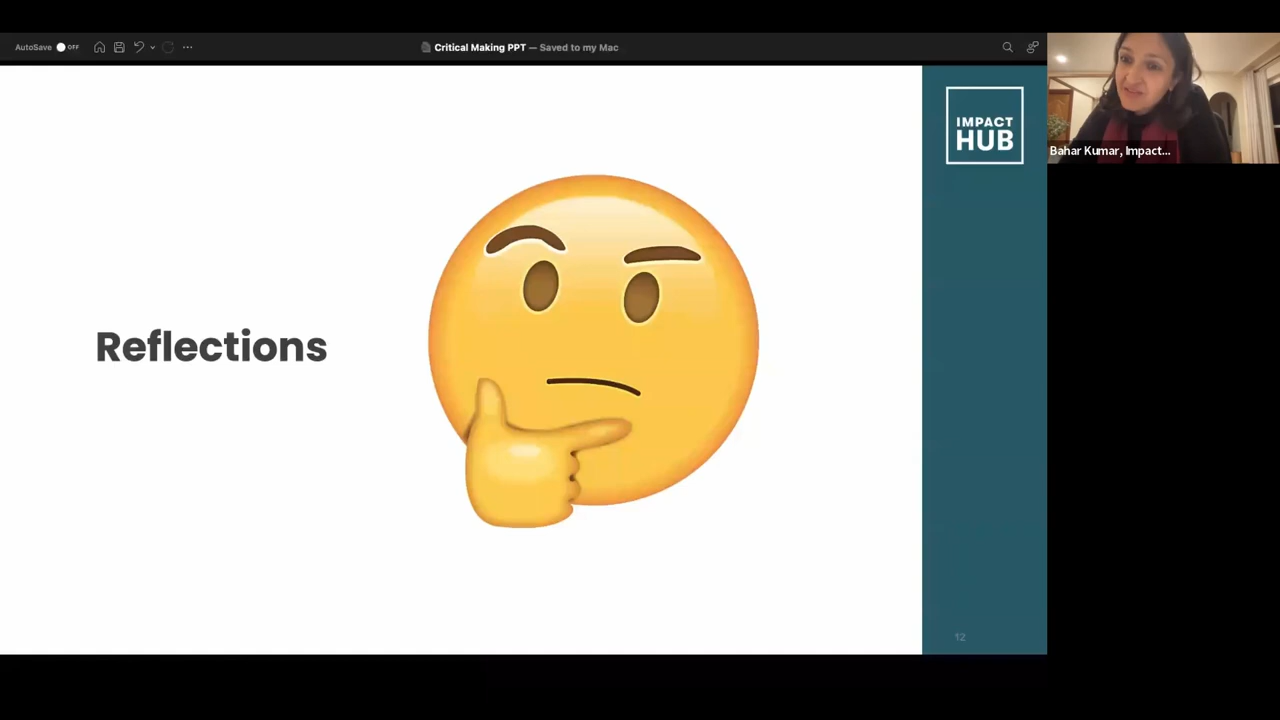 AutoSave OFF
Critical Making PPT — Saved to my Mac
IMPACT
HUB
Bahar Kumar, Impact...
Reflections
12